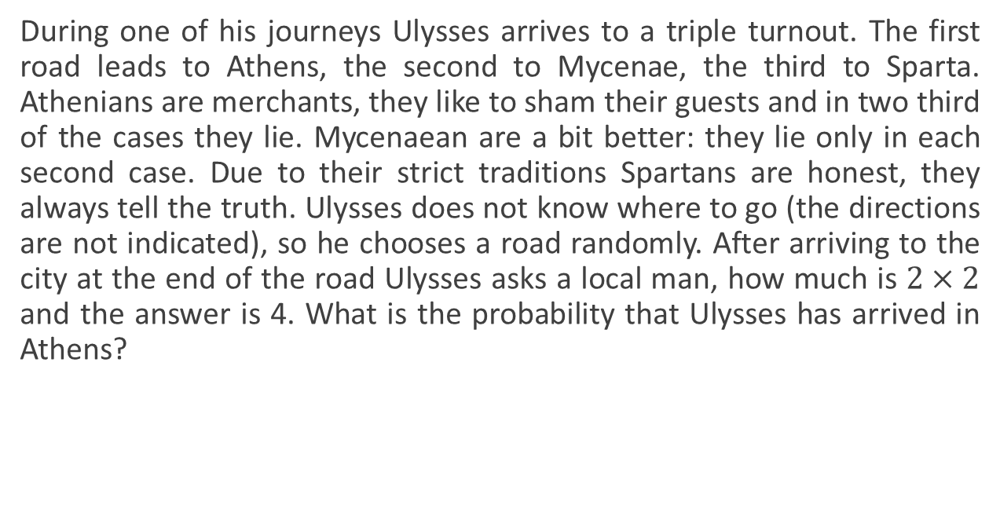 During one of his journeys Ulysses arrives to a triple turnout. The first
road leads to Athens, the second to Mycenae, the third to Sparta.
Athenians are merchants, they like to sham their guests and in two third
of the cases they lie. Mycenaean are a bit better: they lie only in each
second case. Due to their strict traditions Spartans are honest, they
always tell the truth. Ulysses does not know where to go (the directions
are not indicated), so he chooses a road randomly. After arriving to the
city at the end of the road Ulysses asks a local man, how much is 2 × 2
and the answer is 4. What is the probability that Ulysses has arrived in
Athens?